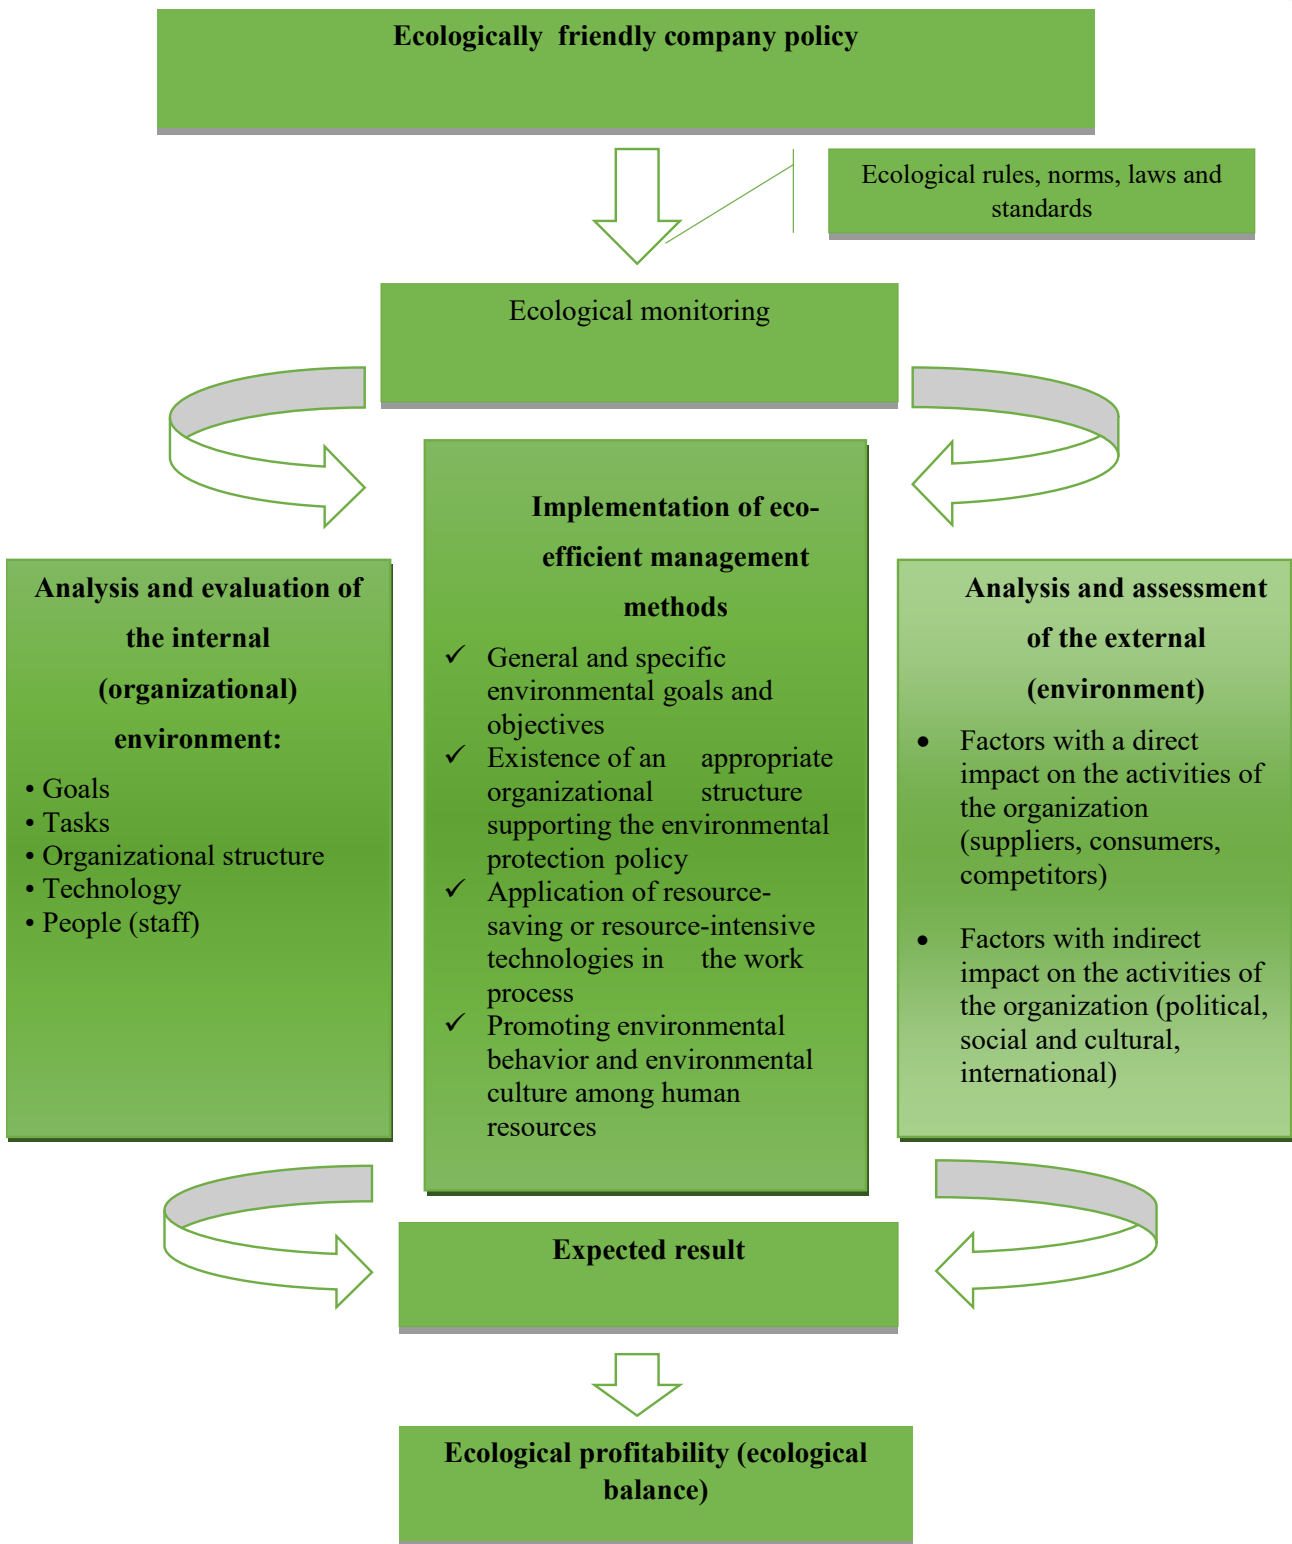 Ecologically  friendly company policy
Ecological rules, norms, laws and
standards
Ecological monitoring
Analysis and evaluation of
the internal
(organizational)
environment:
• Goals
• Tasks
• Organizational structure
• Technology
• People (staff)
Implementation of eco-
efficient management
methods
✓ General and specific
environmental goals and
objectives
✓ Existence of an appropriate
organizational structure
supporting the environmental
protection policy
✓ Application of resource-
saving or resource-intensive
technologies in the work
process
✓ Promoting environmental
behavior and environmental
culture among human
resources
Analysis and assessment
of the external
(environment)
• Factors with a direct
impact on the activities of
the organization
(suppliers, consumers,
competitors)
• Factors with indirect
impact on the activities of
the organization (political,
social and cultural,
international)
Expected result
Ecological profitability (ecological
balance)